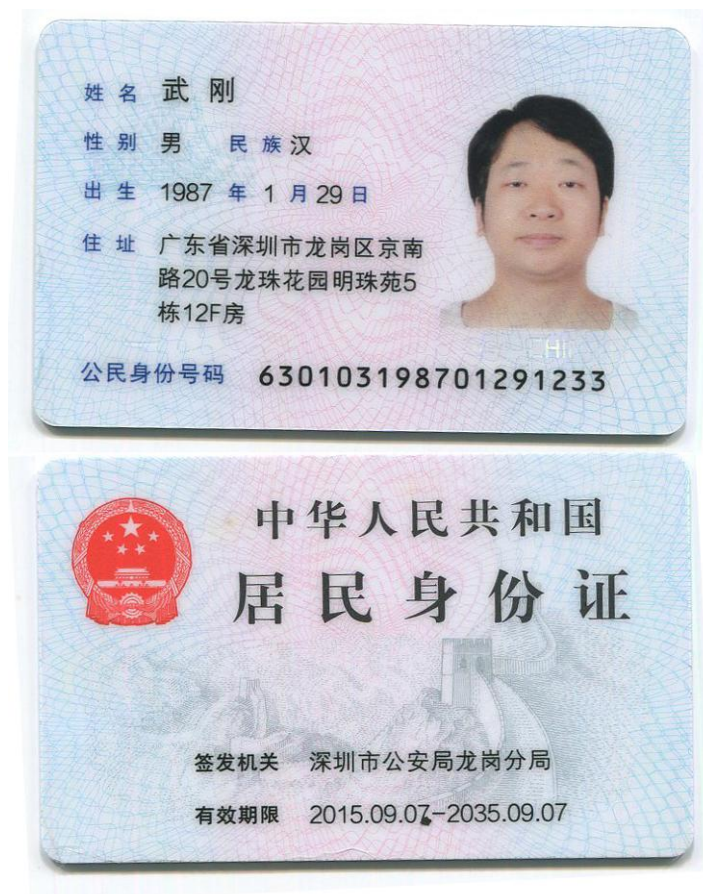 姓名 武刚
性别 男 民族 汉
出生 1987 年 1 月 29 日
住址 广东省深圳市龙岗区京南
路20号龙珠花园明珠苑5
栋12F房
公民身份号码 630103198701291233
中华人民共和国
居民身份证
签发机关 深圳市公安局龙岗分局
有效期限 2015.09.07-2035.09.07